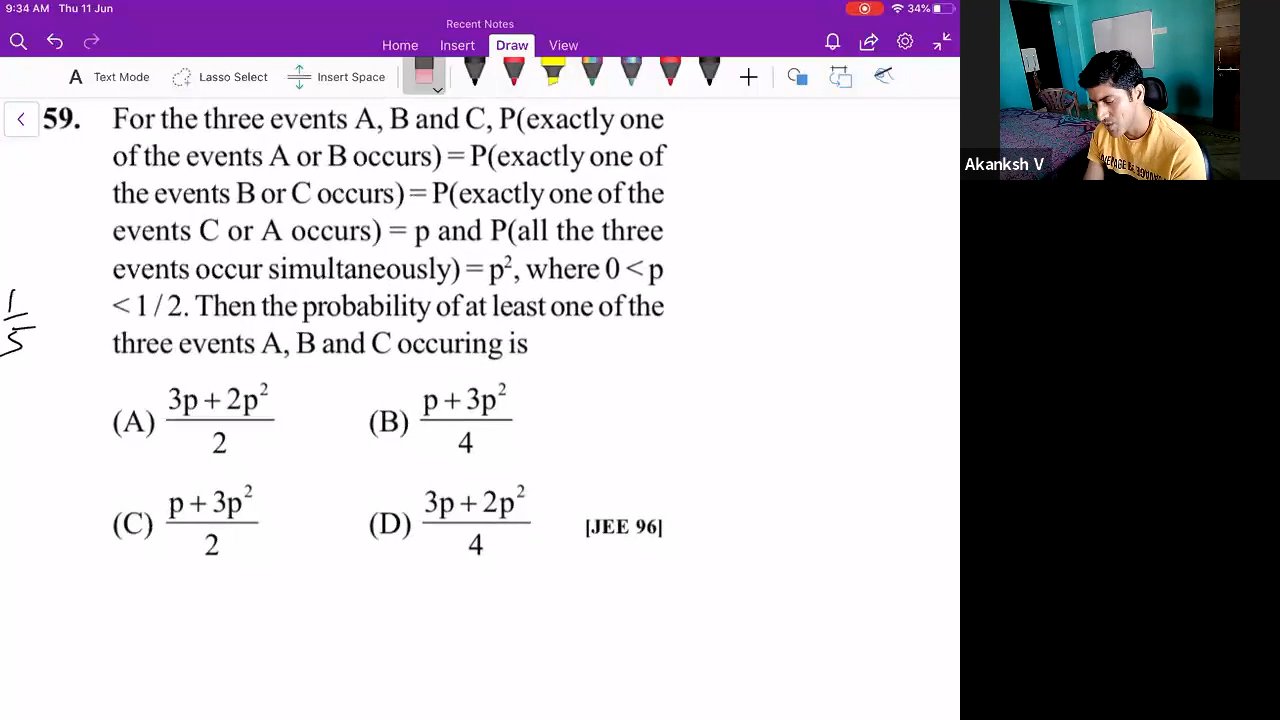 9:34 AM Thu 11 Jun
34%
Recent Notes
Home Insert Draw View
A Text Mode Lasso Select Insert Space
59. For the three events A, B and C, P(exactly one
of the events A or B occurs) = P(exactly one of
the events B or C occurs) = P(exactly one of the
events C or A occurs) = p and P(all the three
events occur simultaneously) = p², where 0 < p
< 1 / 2. Then the probability of at least one of the
three events A, B and C occuring is
1/5
(A) (3p + 2p²)/2 (B) (p + 3p²)/4
(C) (p + 3p²)/2 (D) (3p + 2p²)/4 [JEE 96]
Akanksh V